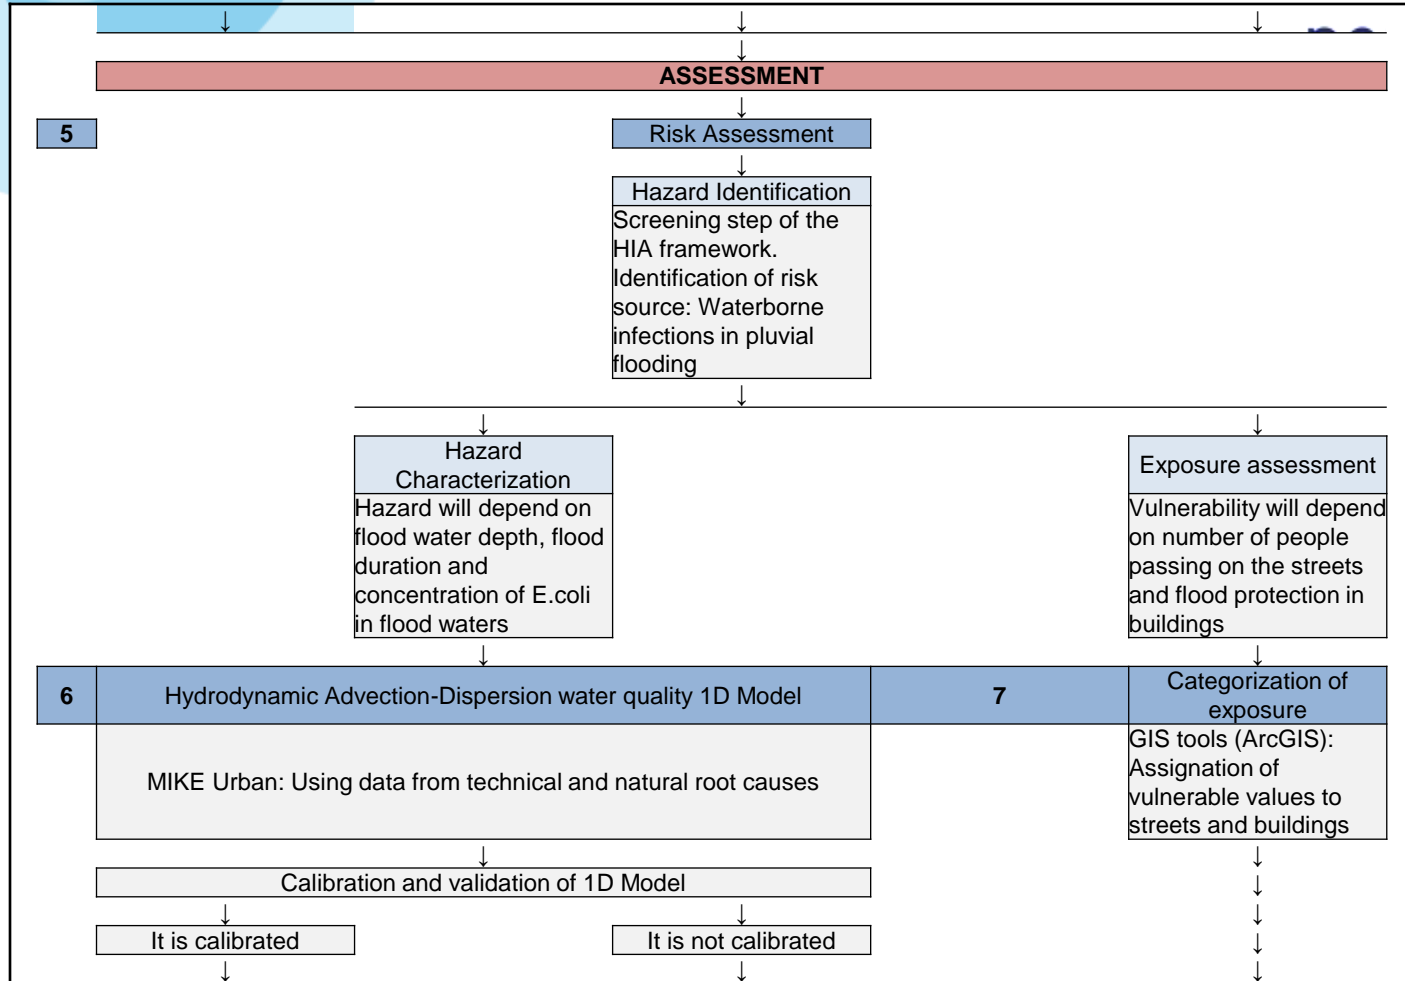 ASSESSMENT
5
Risk Assessment
Hazard Identification
Screening step of the
HIA framework.
Identification of risk
source: Waterborne
infections in pluvial
flooding
Hazard
Characterization
Hazard will depend on
flood water depth, flood
duration and
concentration of E.coli
in flood waters
Exposure assessment
Vulnerability will depend
on number of people
passing on the streets
and flood protection in
buildings
6
Hydrodynamic Advection-Dispersion water quality 1D Model
7
Categorization of
exposure
MIKE Urban: Using data from technical and natural root causes
GIS tools (ArcGIS):
Assignation of
vulnerable values to
streets and buildings
Calibration and validation of 1D Model
It is calibrated
It is not calibrated